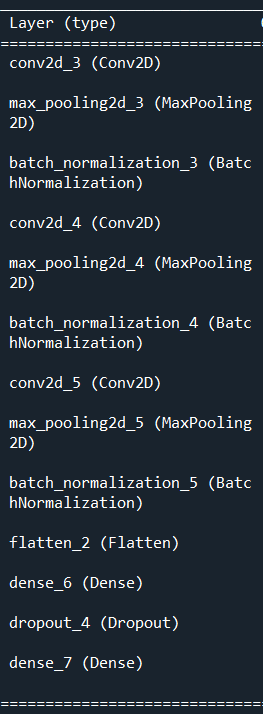 Layer (type)
==============================
conv2d_3 (Conv2D)
max_pooling2d_3 (MaxPooling
2D)
batch_normalization_3 (Batc
hNormalization)
conv2d_4 (Conv2D)
max_pooling2d_4 (MaxPooling
2D)
batch_normalization_4 (Batc
hNormalization)
conv2d_5 (Conv2D)
max_pooling2d_5 (MaxPooling
2D)
batch_normalization_5 (Batc
hNormalization)
flatten_2 (Flatten)
dense_6 (Dense)
dropout_4 (Dropout)
dense_7 (Dense)
==============================